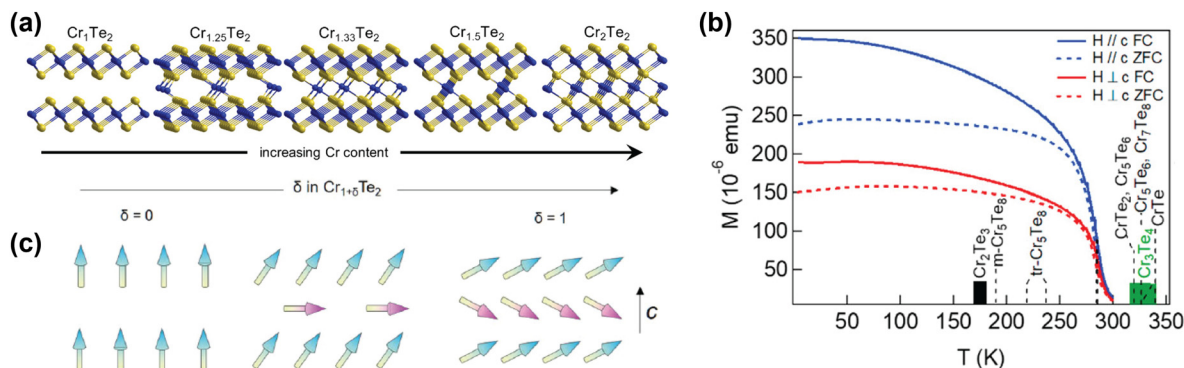 (a)
Cr₁Te₂ Cr₁.₂₅Te₂ Cr₁.₃₃Te₂ Cr₁.₅Te₂ Cr₂Te₂
increasing Cr content
δ in Cr₁₊δTe₂
δ = 0 δ = 1
(c)
c
(b)
350
300
250
200
150
100
50
M (10⁻⁶ emu)
H // c FC
H // c ZFC
H ⊥ c FC
H ⊥ c ZFC
Cr₂Te₃
m-Cr₅Te₈
tr-Cr₅Te₈
CrTe₂, Cr₅Te₆
Cr₅Te₆, Cr₇Te₈
Cr₃Te₄
CrTe
50 100 150 200 250 300 350
T (K)